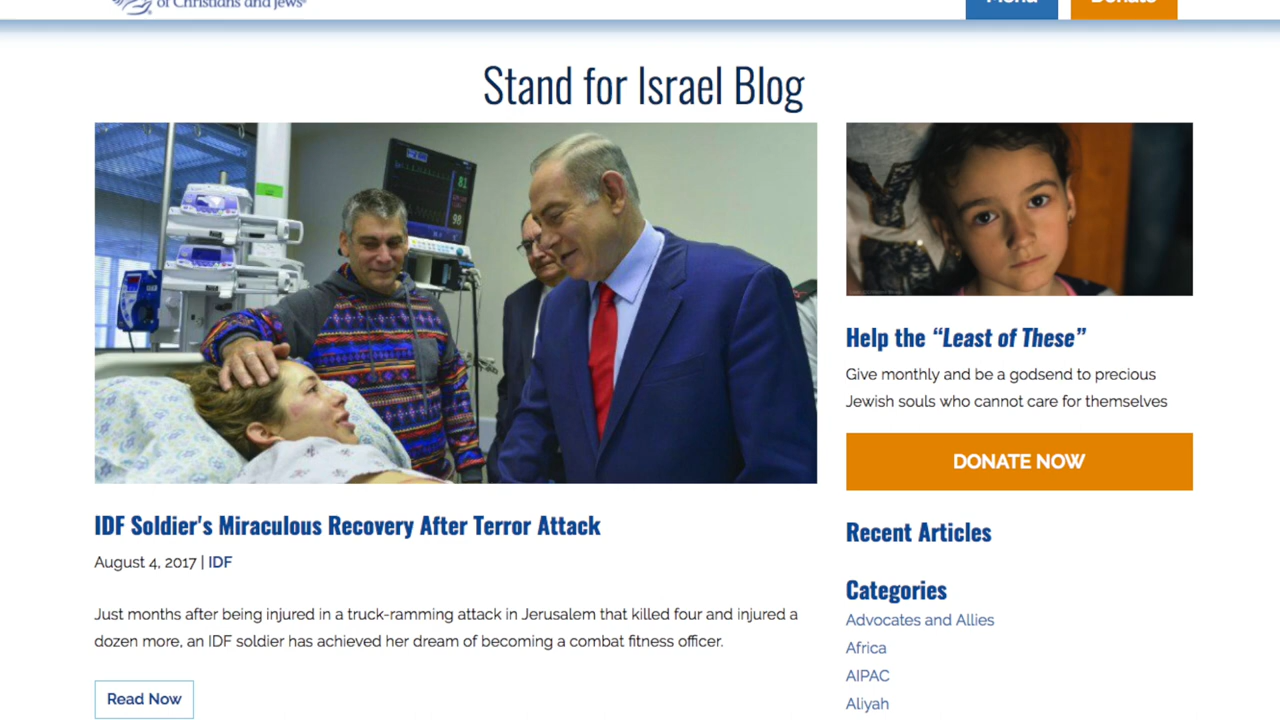 of Christians and Jews®
Menu
Donate
Stand for Israel Blog
81
98
Help the “Least of These”
Give monthly and be a godsend to precious
Jewish souls who cannot care for themselves
DONATE NOW
IDF Soldier's Miraculous Recovery After Terror Attack
August 4, 2017 | IDF
Just months after being injured in a truck-ramming attack in Jerusalem that killed four and injured a
dozen more, an IDF soldier has achieved her dream of becoming a combat fitness officer.
Read Now
Recent Articles
Categories
Advocates and Allies
Africa
AIPAC
Aliyah